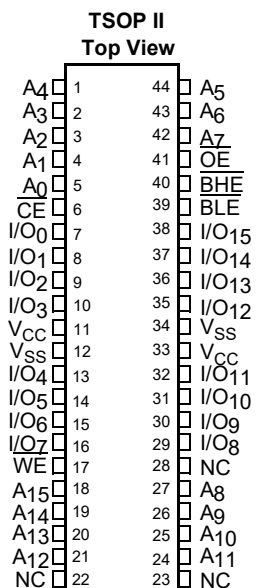 TSOP II
Top View
A4 1 44 A5
A3 2 43 A6
A2 3 42 A7
A1 4 41 OE
A0 5 40 BHE
CE 6 39 BLE
I/O0 7 38 I/O15
I/O1 8 37 I/O14
I/O2 9 36 I/O13
I/O3 10 35 I/O12
VCC 11 34 VSS
VSS 12 33 VCC
I/O4 13 32 I/O11
I/O5 14 31 I/O10
I/O6 15 30 I/O9
I/O7 16 29 I/O8
WE 17 28 NC
A15 18 27 A8
A14 19 26 A9
A13 20 25 A10
A12 21 24 A11
NC 22 23 NC